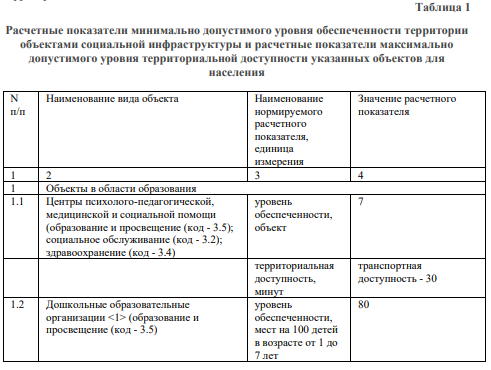 Таблица 1
Расчетные показатели минимально допустимого уровня обеспеченности территории
объектами социальной инфраструктуры и расчетные показатели максимально
допустимого уровня территориальной доступности указанных объектов для
населения
N
п/п
Наименование вида объекта
Наименование
нормируемого
расчетного
показателя,
единица
измерения
Значение расчетного
показателя
1 2 3 4
1 Объекты в области образования
1.1
Центры психолого-педагогической,
медицинской и социальной помощи
(образование и просвещение (код - 3.5);
социальное обслуживание (код - 3.2);
здравоохранение (код - 3.4)
уровень
обеспеченности,
объект
7
территориальная
доступность,
минут
транспортная
доступность - 30
1.2
Дошкольные образовательные
организации <1> (образование и
просвещение (код - 3.5)
уровень
обеспеченности,
мест на 100 детей
в возрасте от 1 до
7 лет
80